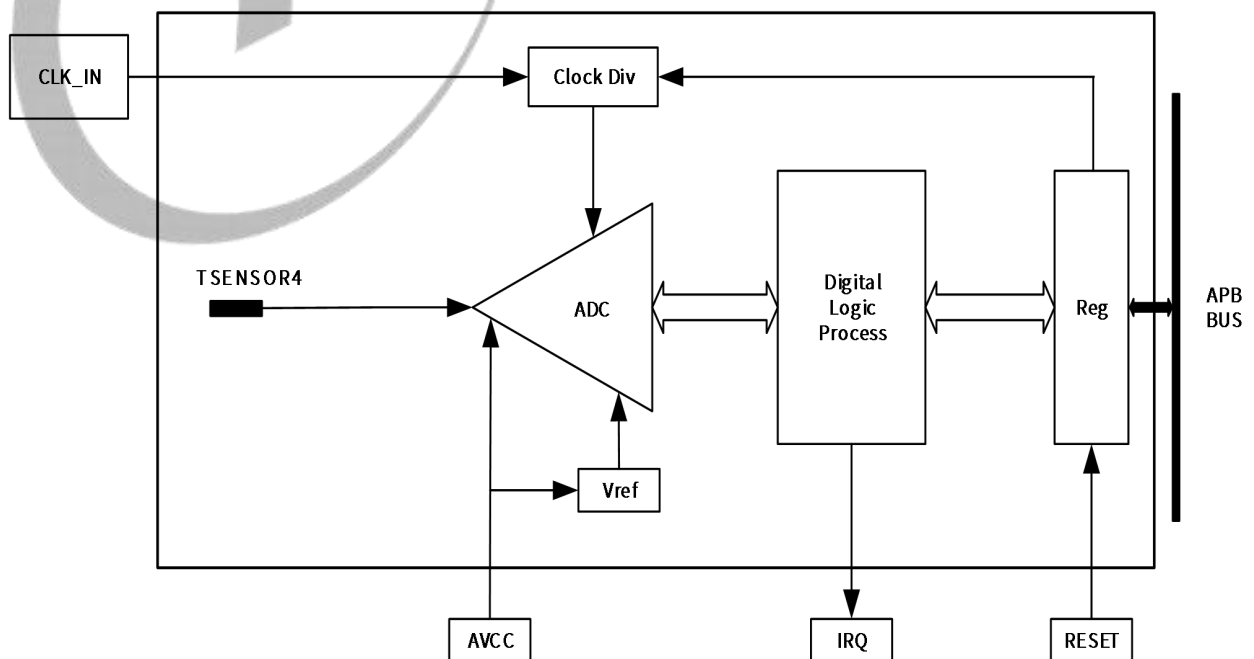 CLK_IN
Clock Div
TSENSOR4
ADC
Digital
Logic
Process
Reg
APB
BUS
Vref
AVCC
IRQ
RESET